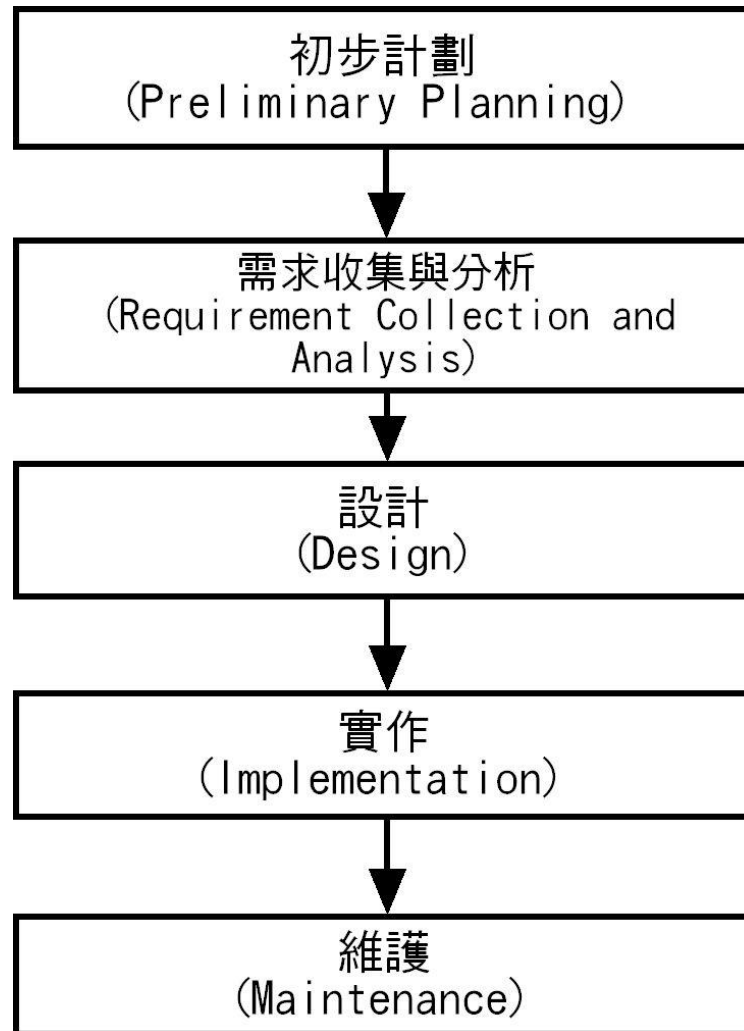 初步計劃
(Preliminary Planning)
需求收集與分析
(Requirement Collection and
Analysis)
設計
(Design)
實作
(Implementation)
維護
(Maintenance)